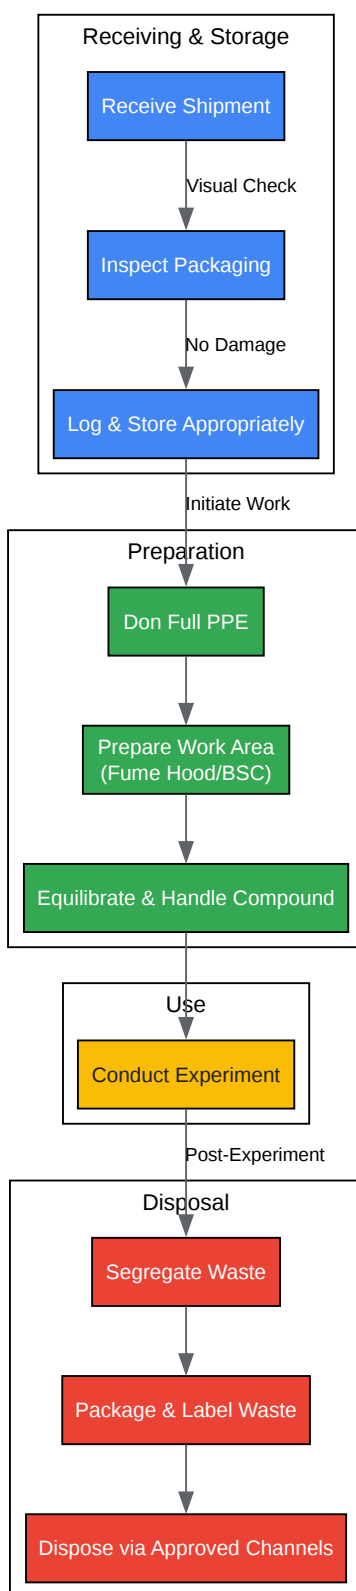 Receiving & Storage
Receive Shipment
Visual Check
Inspect Packaging
No Damage
Log & Store Appropriately
Initiate Work
Preparation
Don Full PPE
Prepare Work Area
(Fume Hood/BSC)
Equilibrate & Handle Compound
Use
Conduct Experiment
Post-Experiment
Disposal
Segregate Waste
Package & Label Waste
Dispose via Approved Channels